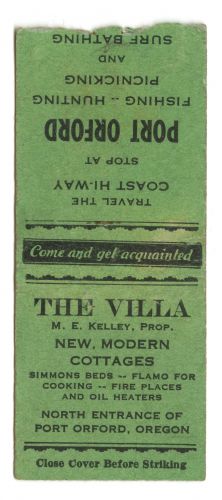 TRAVEL THE
COAST HI-WAY
STOP AT
PORT ORFORD
FISHING -- HUNTING
PICNICKING
AND
SURF BATHING
Come and get acquainted
THE VILLA
M. E. KELLEY, PROP.
NEW, MODERN
COTTAGES
SIMMONS BEDS -- FLAMO FOR
COOKING -- FIRE PLACES
AND OIL HEATERS
NORTH ENTRANCE OF
PORT ORFORD, OREGON
Close Cover Before Striking